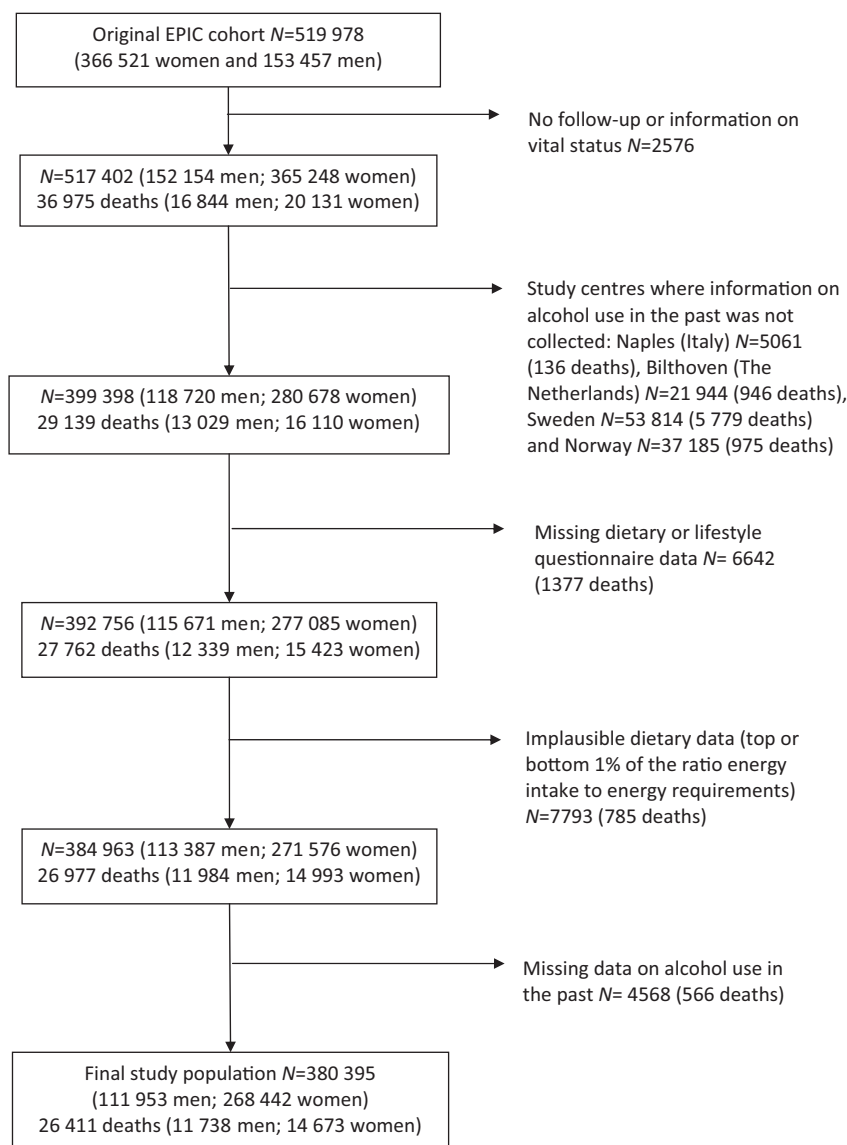 Original EPIC cohort N=519 978
(366 521 women and 153 457 men)
No follow-up or information on
vital status N=2576
N=517 402 (152 154 men; 365 248 women)
36 975 deaths (16 844 men; 20 131 women)
Study centres where information on
alcohol use in the past was not
collected: Naples (Italy) N=5061
(136 deaths), Bilthoven (The
Netherlands) N=21 944 (946 deaths),
Sweden N=53 814 (5 779 deaths)
and Norway N=37 185 (975 deaths)
N=399 398 (118 720 men; 280 678 women)
29 139 deaths (13 029 men; 16 110 women)
Missing dietary or lifestyle
questionnaire data N= 6642
(1377 deaths)
N=392 756 (115 671 men; 277 085 women)
27 762 deaths (12 339 men; 15 423 women)
Implausible dietary data (top or
bottom 1% of the ratio energy
intake to energy requirements)
N=7793 (785 deaths)
N=384 963 (113 387 men; 271 576 women)
26 977 deaths (11 984 men; 14 993 women)
Missing data on alcohol use in
the past N= 4568 (566 deaths)
Final study population N=380 395
(111 953 men; 268 442 women)
26 411 deaths (11 738 men; 14 673 women)